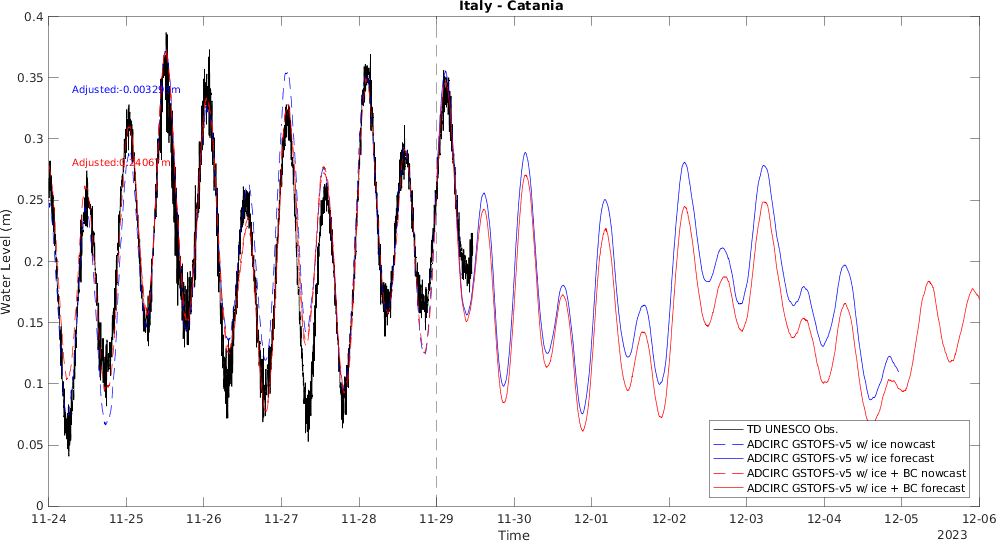 Italy - Catania
0.4
0.35
0.3
0.25
0.2
0.15
0.1
0.05
0
Water Level (m)
Adjusted:-0.00329 m
11-24
11-25
11-26
11-27
11-28
11-29
11-30
12-01
12-02
12-03
12-04
12-05
12-06
Time
2023
TD UNESCO Obs.
ADCIRC GSTOFS-v5 w/ ice nowcast
ADCIRC GSTOFS-v5 w/ ice forecast
ADCIRC GSTOFS-v5 w/ ice + BC nowcast
ADCIRC GSTOFS-v5 w/ ice + BC forecast